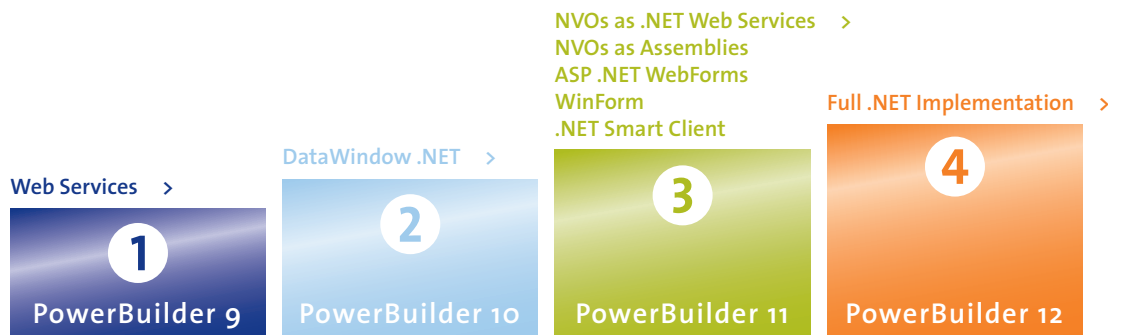 Web Services >
1
PowerBuilder 9
DataWindow .NET >
2
PowerBuilder 10
NVOs as .NET Web Services >
NVOs as Assemblies
ASP .NET WebForms
WinForm
.NET Smart Client
3
PowerBuilder 11
Full .NET Implementation >
4
PowerBuilder 12